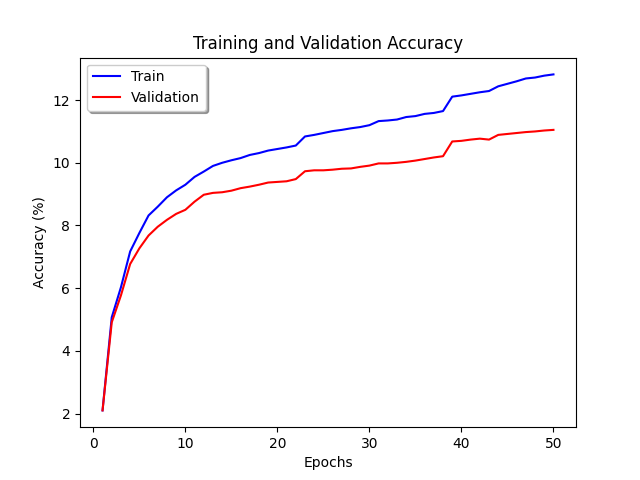 Training and Validation Accuracy
Train
Validation
12
10
8
6
4
2
Accuracy (%)
0 10 20 30 40 50
Epochs